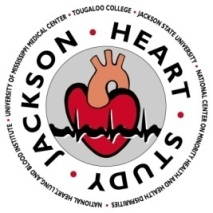 JACKSON • HEART • STUDY •
UNIVERSITY OF MISSISSIPPI MEDICAL CENTER • TOUGALOO COLLEGE • JACKSON STATE UNIVERSITY • NATIONAL CENTER ON MINORITY HEALTH AND HEALTH DISPARITIES • NATIONAL HEART, LUNG, AND BLOOD INSTITUTE •